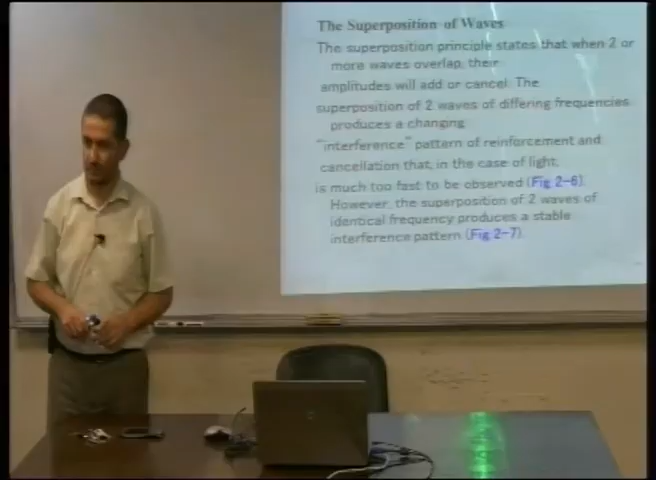 The Superposition of Waves
The superposition principle states that when 2 or
more waves overlap, their
amplitudes will add or cancel. The
superposition of 2 waves of differing frequencies
produces a changing
"interference" pattern of reinforcement and
cancellation that, in the case of light,
is much too fast to be observed (Fig 2-6).
However, the superposition of 2 waves of
identical frequency produces a stable
interference pattern (Fig 2-7).